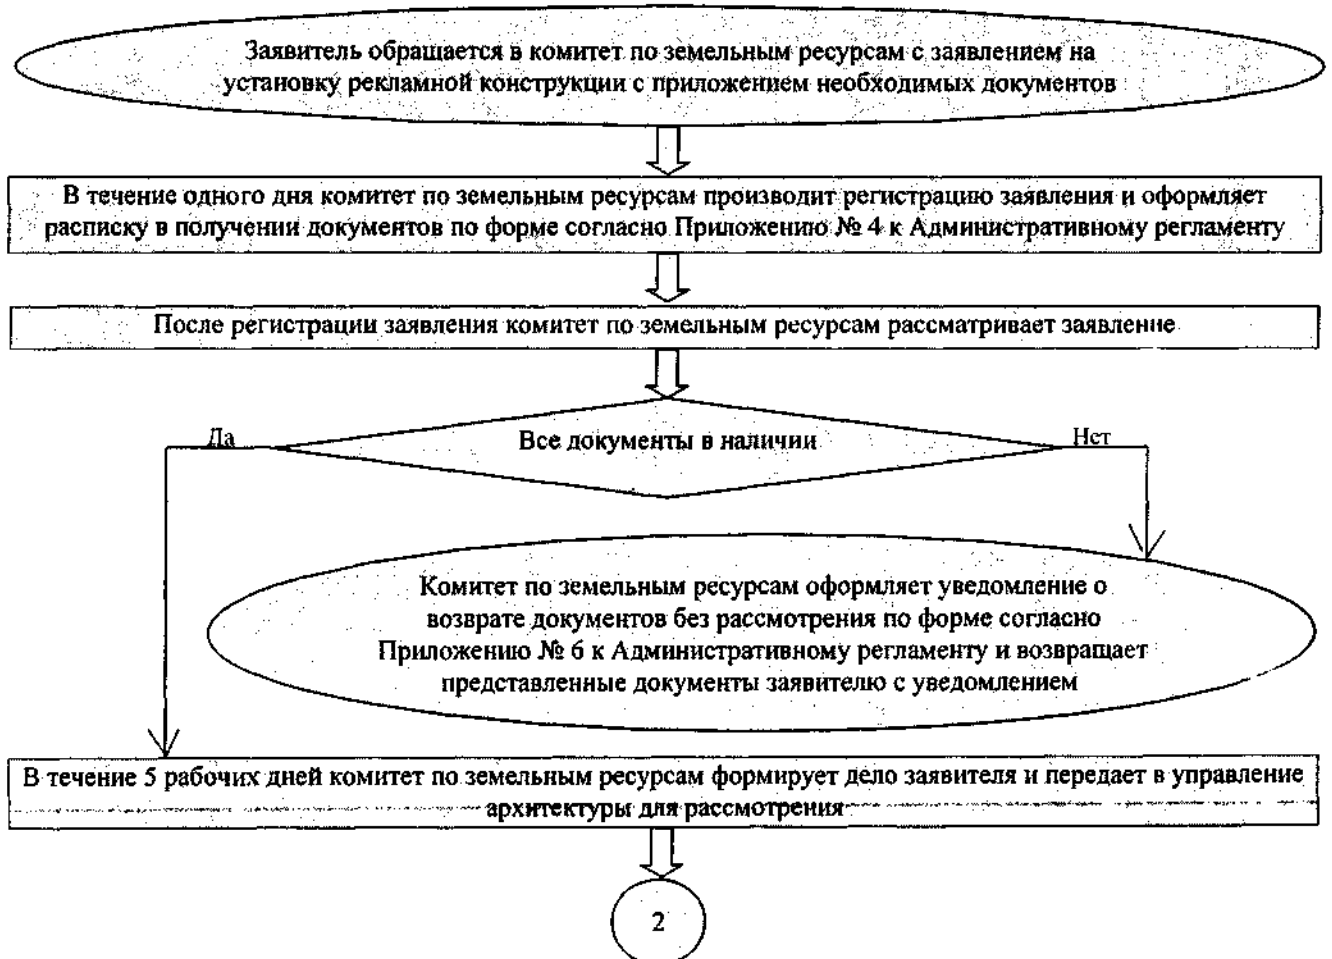 Заявитель обращается в комитет по земельным ресурсам с заявлением на
установку рекламной конструкции с приложением необходимых документов
В течение одного дня комитет по земельным ресурсам производит регистрацию заявления и оформляет
расписку в получении документов по форме согласно Приложению № 4 к Административному регламенту
После регистрации заявления комитет по земельным ресурсам рассматривает заявление
Да
Все документы в наличии
Нет
Комитет по земельным ресурсам оформляет уведомление о
возврате документов без рассмотрения по форме согласно
Приложению № 6 к Административному регламенту и возвращает
представленные документы заявителю с уведомлением
В течение 5 рабочих дней комитет по земельным ресурсам формирует дело заявителя и передает в управление
архитектуры для рассмотрения
2